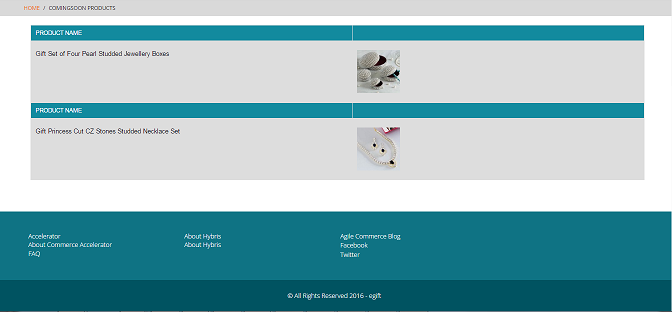 HOME / COMINGSOON PRODUCTS
PRODUCT NAME
Gift Set of Four Pearl Studded Jewellery Boxes
PRODUCT NAME
Gift Princess Cut CZ Stones Studded Necklace Set
Accelerator
About Commerce Accelerator
FAQ
About Hybris
About Hybris
Agile Commerce Blog
Facebook
Twitter
© All Rights Reserved 2016 - egift